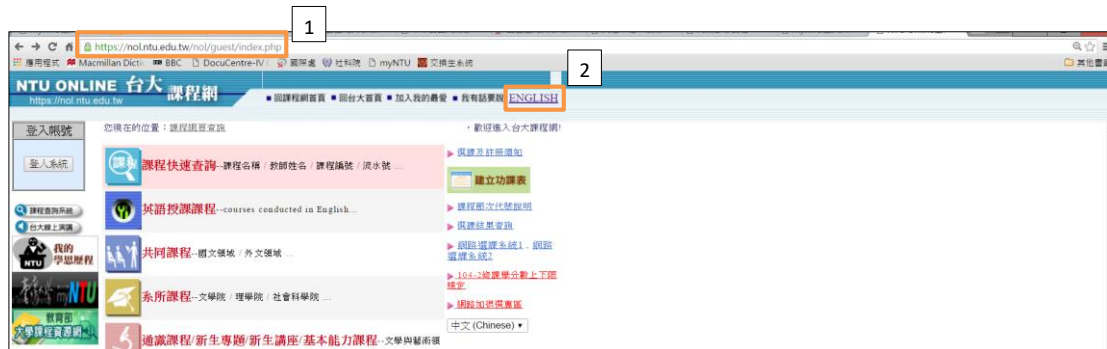 1
https://nol.ntu.edu.tw/nol/guest/index.php
應用程式 Macmillan Dictio BBC DocuCentre-IV 國際處 社科院 myNTU 交換生系統 其他書籤
2
NTU ONLINE 台大課程網
https://nol.ntu.edu.tw
■ 回課程網首頁 ■ 回台大首頁 ■ 加入我的最愛 ■ 我有話要說 ENGLISH
登入帳號
登入系統
您現在的位置：課程網頁查詢
，歡迎進入台大課程網!
課程快速查詢--課程名稱 / 教師姓名 / 課程編號 / 流水號 ...
英語授課課程--courses conducted in English...
共同課程--國文領域 / 外文領域 ...
系所課程--文學院 / 理學院 / 社會科學院 ...
通識課程/新生專題/新生講座/基本能力課程--文學與藝術領
選課及註冊須知
建立功課表
課程節次代號說明
選課結果查詢
網路選課系統1．網路
選課系統2
104-2修課學分數上下限
規定
網路加退選專區
中文 (Chinese)
課程查詢系統
台大線上演講
我的
學思歷程
NTU
myNTU
教育部
大學課程資源網